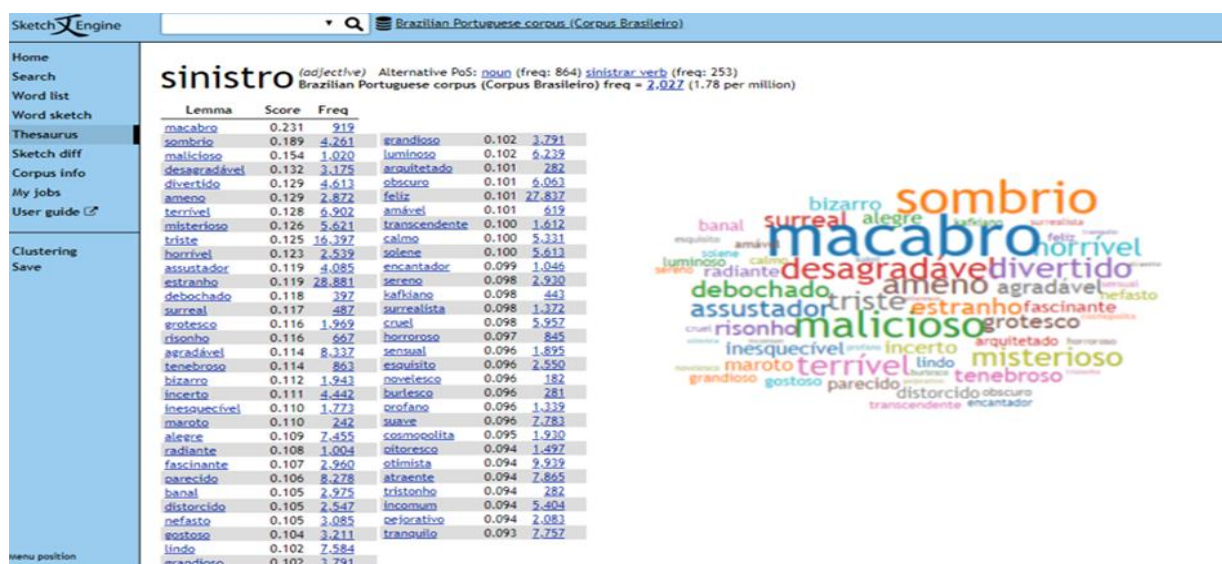 Sketch Engine
Brazilian Portuguese corpus (Corpus Brasileiro)
Home
Search
Word list
Word sketch
Thesaurus
Sketch diff
Corpus info
My jobs
User guide
Clustering
Save
Menu position
sinistro (adjective) Alternative PoS: noun (freq: 864) sinistrar verb (freq: 253)
Brazilian Portuguese corpus (Corpus Brasileiro) freq = 2,027 (1.78 per million)
Lemma Score Freq
macabro 0.231 919
sombrio 0.189 4,261
malicioso 0.154 1,020
desagradável 0.132 3,175
divertido 0.129 4,613
ameno 0.129 2,872
terrível 0.128 6,902
misterioso 0.126 5,621
triste 0.125 16,397
horrível 0.123 2,539
assustador 0.119 4,085
estranho 0.119 28,881
debochado 0.118 397
surreal 0.117 487
grotesco 0.116 1,969
risonho 0.116 667
agradável 0.114 8,337
tenebroso 0.114 863
bizarro 0.112 1,943
incerto 0.111 4,442
inesquecível 0.110 1,773
maroto 0.110 242
alegre 0.109 7,455
radiante 0.108 1,004
fascinante 0.107 2,960
parecido 0.106 8,278
banal 0.105 2,975
distorcido 0.105 2,547
nefasto 0.105 3,085
gostoso 0.104 3,211
lindo 0.102 7,584
grandioso 0.102 3,791
grandioso 0.102 3,791
luminoso 0.102 6,239
arquitetado 0.101 282
obscuro 0.101 6,063
feliz 0.101 27,837
amável 0.101 619
transcendente 0.100 1,612
calmo 0.100 5,331
solene 0.100 5,613
encantador 0.099 1,046
sereno 0.098 2,930
kafkiano 0.098 443
surrealista 0.098 1,372
cruel 0.098 5,957
horroroso 0.097 845
sensual 0.096 1,895
esquisito 0.096 2,550
novelesco 0.096 182
burlesco 0.096 281
profano 0.096 1,339
suave 0.096 7,783
cosmopolita 0.095 1,930
pitoresco 0.094 1,497
otimista 0.094 9,939
atraente 0.094 7,865
tristonho 0.094 282
incomum 0.094 5,404
pejorativo 0.094 2,083
tranquilo 0.093 7,757
sombrio
bizarro
banal surreal alegre kafkiano surrealista
esquisito amável macabro feliz horrível
solene
luminoso calmo
sereno radiante desagradável divertido
debochado ameno agradável sensual
nefasto
assustador triste estranho fascinante
cosmopolita
cruel risonho malicioso grotesco
inesquecível profano incerto arquitetado horroroso
maroto terrível lindo misterioso
novelesco burlesco tenebroso
grandioso gostoso parecido
distorcido obscuro
transcendente encantador